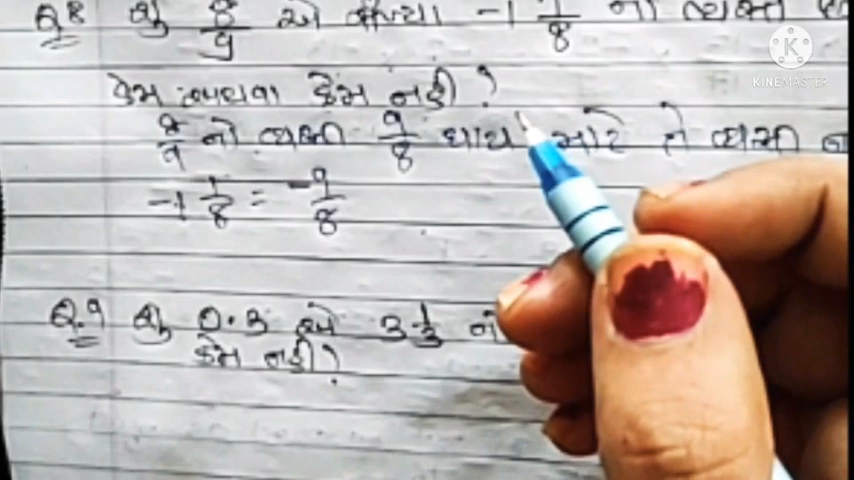 Q 8 શું 8/9 એ સંખ્યા -1 1/8 નો વ્યસ્ત
કેમ અથવા કેમ નહી ?
8/9 નો વ્યસ્ત 9/8 થાય માટે તે વ્યસ્ત ન
-1 1/8 = -9/8
Q.9 શું 0.3 એ 3 1/3 નો
કેમ નહી ?
KINEMASTER